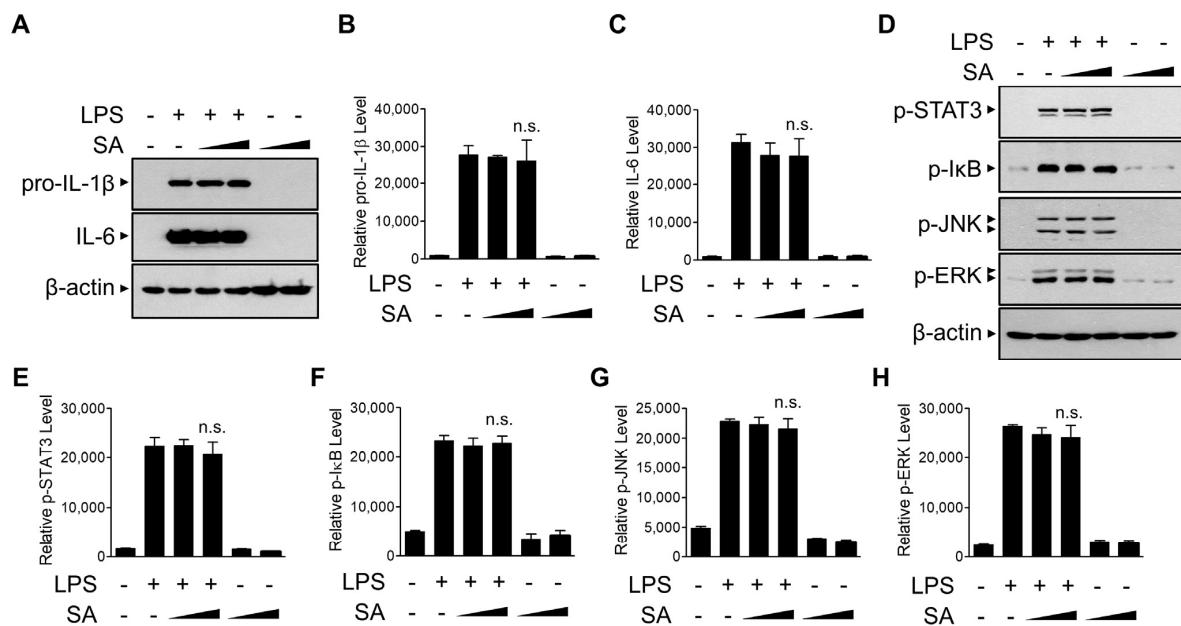 A
LPS - + + + - -
SA - -
pro-IL-1β
IL-6
β-actin
B
Relative pro-IL-1β Level
40,000
30,000
20,000
10,000
0
n.s.
LPS - + + + - -
SA - -
C
Relative IL-6 Level
40,000
30,000
20,000
10,000
0
n.s.
LPS - + + + - -
SA - -
D
LPS - + + + - -
SA - -
p-STAT3
p-IκB
p-JNK
p-ERK
β-actin
E
Relative p-STAT3 Level
30,000
20,000
10,000
0
n.s.
LPS - + + + - -
SA - -
F
Relative p-IκB Level
30,000
20,000
10,000
0
n.s.
LPS - + + + - -
SA - -
G
Relative p-JNK Level
25,000
20,000
15,000
10,000
5,000
0
n.s.
LPS - + + + - -
SA - -
H
Relative p-ERK Level
30,000
20,000
10,000
0
n.s.
LPS - + + + - -
SA - -